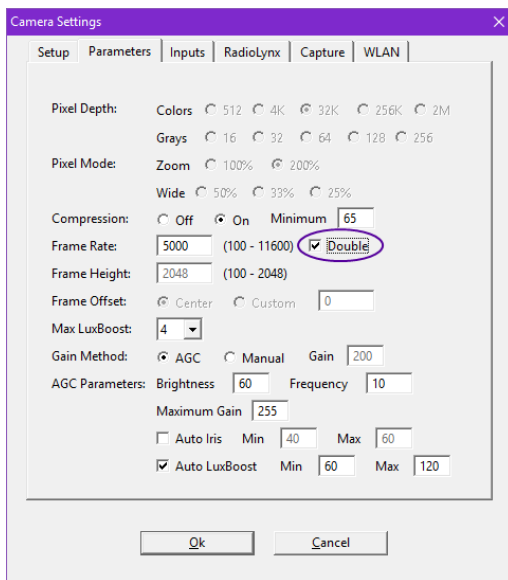 Camera Settings
Setup Parameters Inputs RadioLynx Capture WLAN
Pixel Depth: Colors 512 4K 32K 256K 2M
Grays 16 32 64 128 256
Pixel Mode: Zoom 100% 200%
Wide 50% 33% 25%
Compression: Off On Minimum 65
Frame Rate: 5000 (100 - 11600) Double
Frame Height: 2048 (100 - 2048)
Frame Offset: Center Custom 0
Max LuxBoost: 4
Gain Method: AGC Manual Gain 200
AGC Parameters: Brightness 60 Frequency 10
Maximum Gain 255
Auto Iris Min 40 Max 60
Auto LuxBoost Min 60 Max 120
Ok Cancel